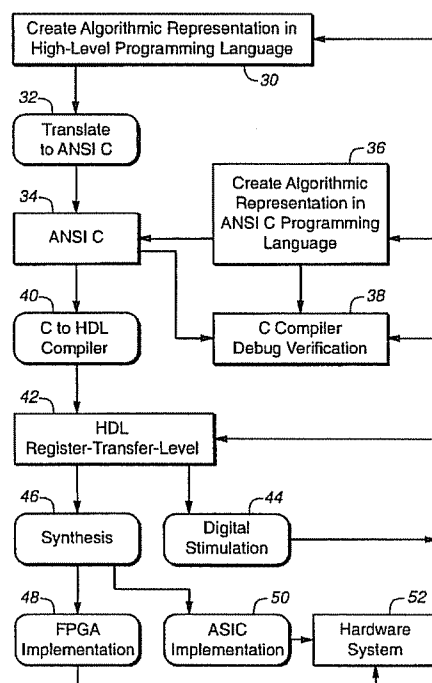 Create Algorithmic Representation in
High-Level Programming Language
30
32
Translate
to ANSI C
34
ANSI C
36
Create Algorithmic
Representation in
ANSI C Programming
Language
40
C to HDL
Compiler
38
C Compiler
Debug Verification
42
HDL
Register-Transfer-Level
46
Synthesis
44
Digital
Stimulation
48
FPGA
Implementation
50
ASIC
Implementation
52
Hardware
System